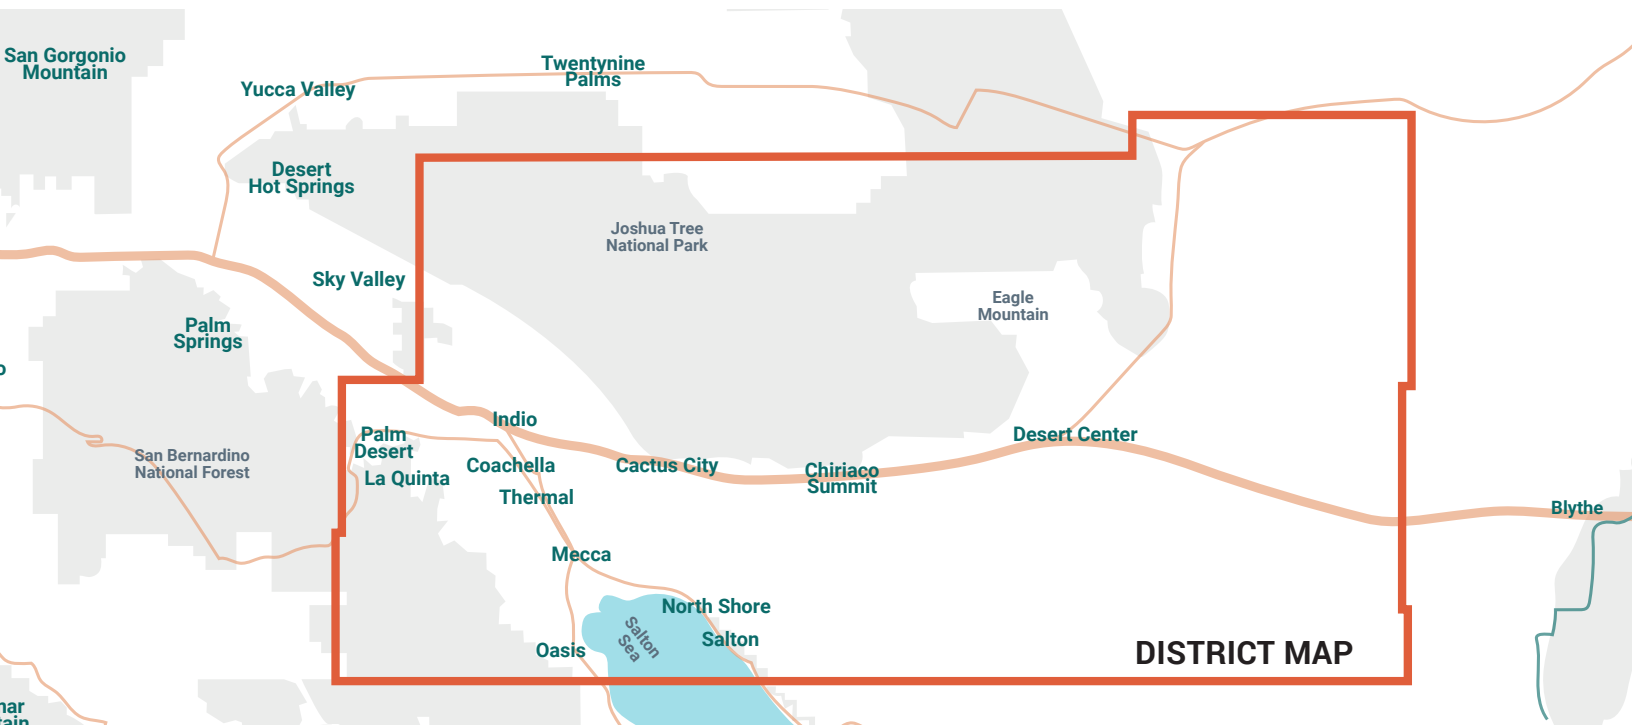 San Gorgonio
Mountain
Yucca Valley
Twentynine
Palms
Desert
Hot Springs
Joshua Tree
National Park
Sky Valley
Eagle
Mountain
Palm
Springs
Indio
Palm
Desert
Desert Center
San Bernardino
National Forest
La Quinta
Coachella
Cactus City
Chiriaco
Summit
Thermal
Blythe
Mecca
North Shore
Salton
Sea
Salton
Oasis
DISTRICT MAP